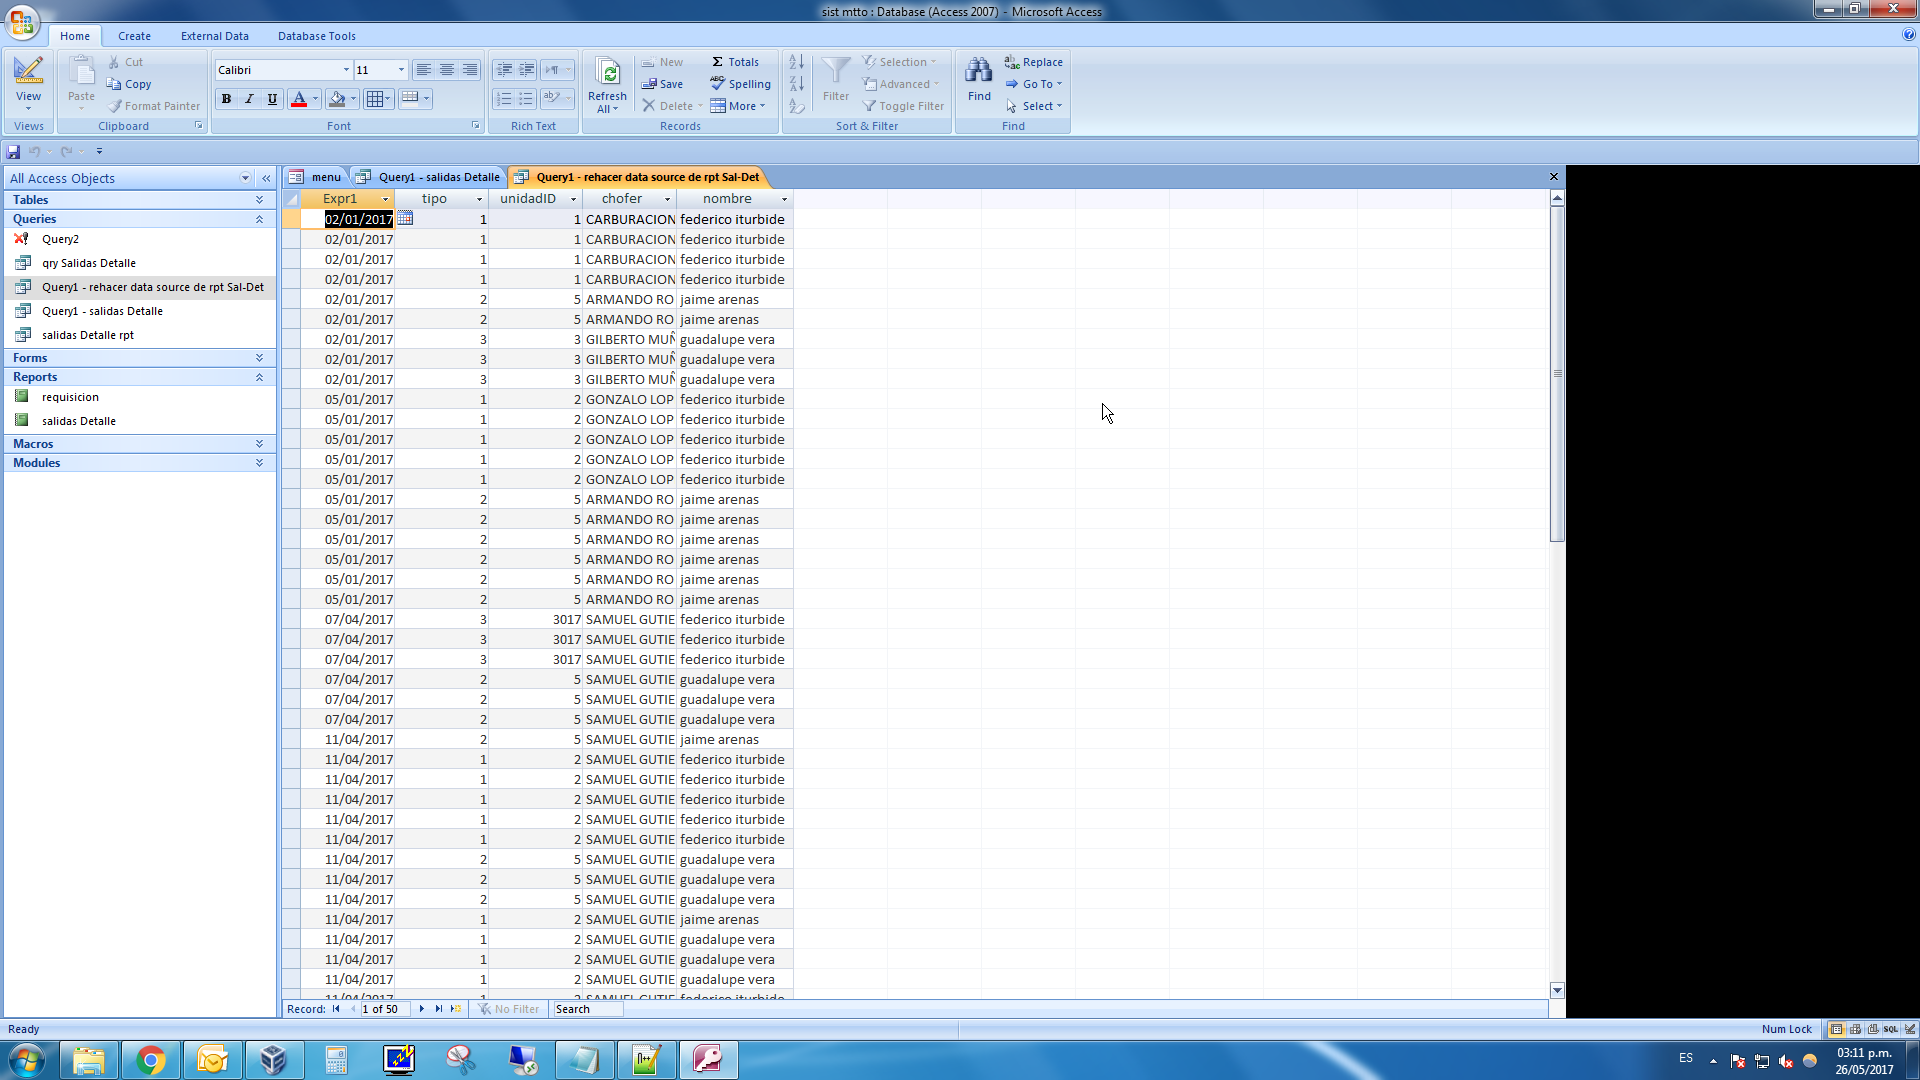 sist mtto : Database (Access 2007) - Microsoft Access
Home Create External Data Database Tools
View Paste Cut Copy Format Painter
Calibri 11
B I U A
Refresh All New Save Delete Totals Spelling More
Filter Selection Advanced Toggle Filter
Find Replace Go To Select
Views Clipboard Font Rich Text Records Sort & Filter Find
All Access Objects
Tables
Queries
Query2
qry Salidas Detalle
Query1 - rehacer data source de rpt Sal-Det
Query1 - salidas Detalle
salidas Detalle rpt
Forms
Reports
requisicion
salidas Detalle
Macros
Modules
menu Query1 - salidas Detalle Query1 - rehacer data source de rpt Sal-Det
Expr1 tipo unidadID chofer nombre
02/01/2017 1 1 CARBURACION federico iturbide
02/01/2017 1 1 CARBURACION federico iturbide
02/01/2017 1 1 CARBURACION federico iturbide
02/01/2017 1 1 CARBURACION federico iturbide
02/01/2017 2 5 ARMANDO RO jaime arenas
02/01/2017 2 5 ARMANDO RO jaime arenas
02/01/2017 3 3 GILBERTO MUÑ guadalupe vera
02/01/2017 3 3 GILBERTO MUÑ guadalupe vera
02/01/2017 3 3 GILBERTO MUÑ guadalupe vera
05/01/2017 1 2 GONZALO LOP federico iturbide
05/01/2017 1 2 GONZALO LOP federico iturbide
05/01/2017 1 2 GONZALO LOP federico iturbide
05/01/2017 1 2 GONZALO LOP federico iturbide
05/01/2017 1 2 GONZALO LOP federico iturbide
05/01/2017 2 5 ARMANDO RO jaime arenas
05/01/2017 2 5 ARMANDO RO jaime arenas
05/01/2017 2 5 ARMANDO RO jaime arenas
05/01/2017 2 5 ARMANDO RO jaime arenas
05/01/2017 2 5 ARMANDO RO jaime arenas
05/01/2017 2 5 ARMANDO RO jaime arenas
07/04/2017 3 3017 SAMUEL GUTIE federico iturbide
07/04/2017 3 3017 SAMUEL GUTIE federico iturbide
07/04/2017 3 3017 SAMUEL GUTIE federico iturbide
07/04/2017 2 5 SAMUEL GUTIE guadalupe vera
07/04/2017 2 5 SAMUEL GUTIE guadalupe vera
07/04/2017 2 5 SAMUEL GUTIE guadalupe vera
11/04/2017 2 5 SAMUEL GUTIE jaime arenas
11/04/2017 1 2 SAMUEL GUTIE federico iturbide
11/04/2017 1 2 SAMUEL GUTIE federico iturbide
11/04/2017 1 2 SAMUEL GUTIE federico iturbide
11/04/2017 1 2 SAMUEL GUTIE federico iturbide
11/04/2017 1 2 SAMUEL GUTIE federico iturbide
11/04/2017 2 5 SAMUEL GUTIE guadalupe vera
11/04/2017 2 5 SAMUEL GUTIE guadalupe vera
11/04/2017 2 5 SAMUEL GUTIE guadalupe vera
11/04/2017 1 2 SAMUEL GUTIE jaime arenas
11/04/2017 1 2 SAMUEL GUTIE guadalupe vera
11/04/2017 1 2 SAMUEL GUTIE guadalupe vera
11/04/2017 1 2 SAMUEL GUTIE guadalupe vera
11/04/2017 1 2 SAMUEL GUTIE federico iturbide
Record: 1 of 50 No Filter Search
Ready Num Lock SQL
ES 03:11 p.m.
26/05/2017